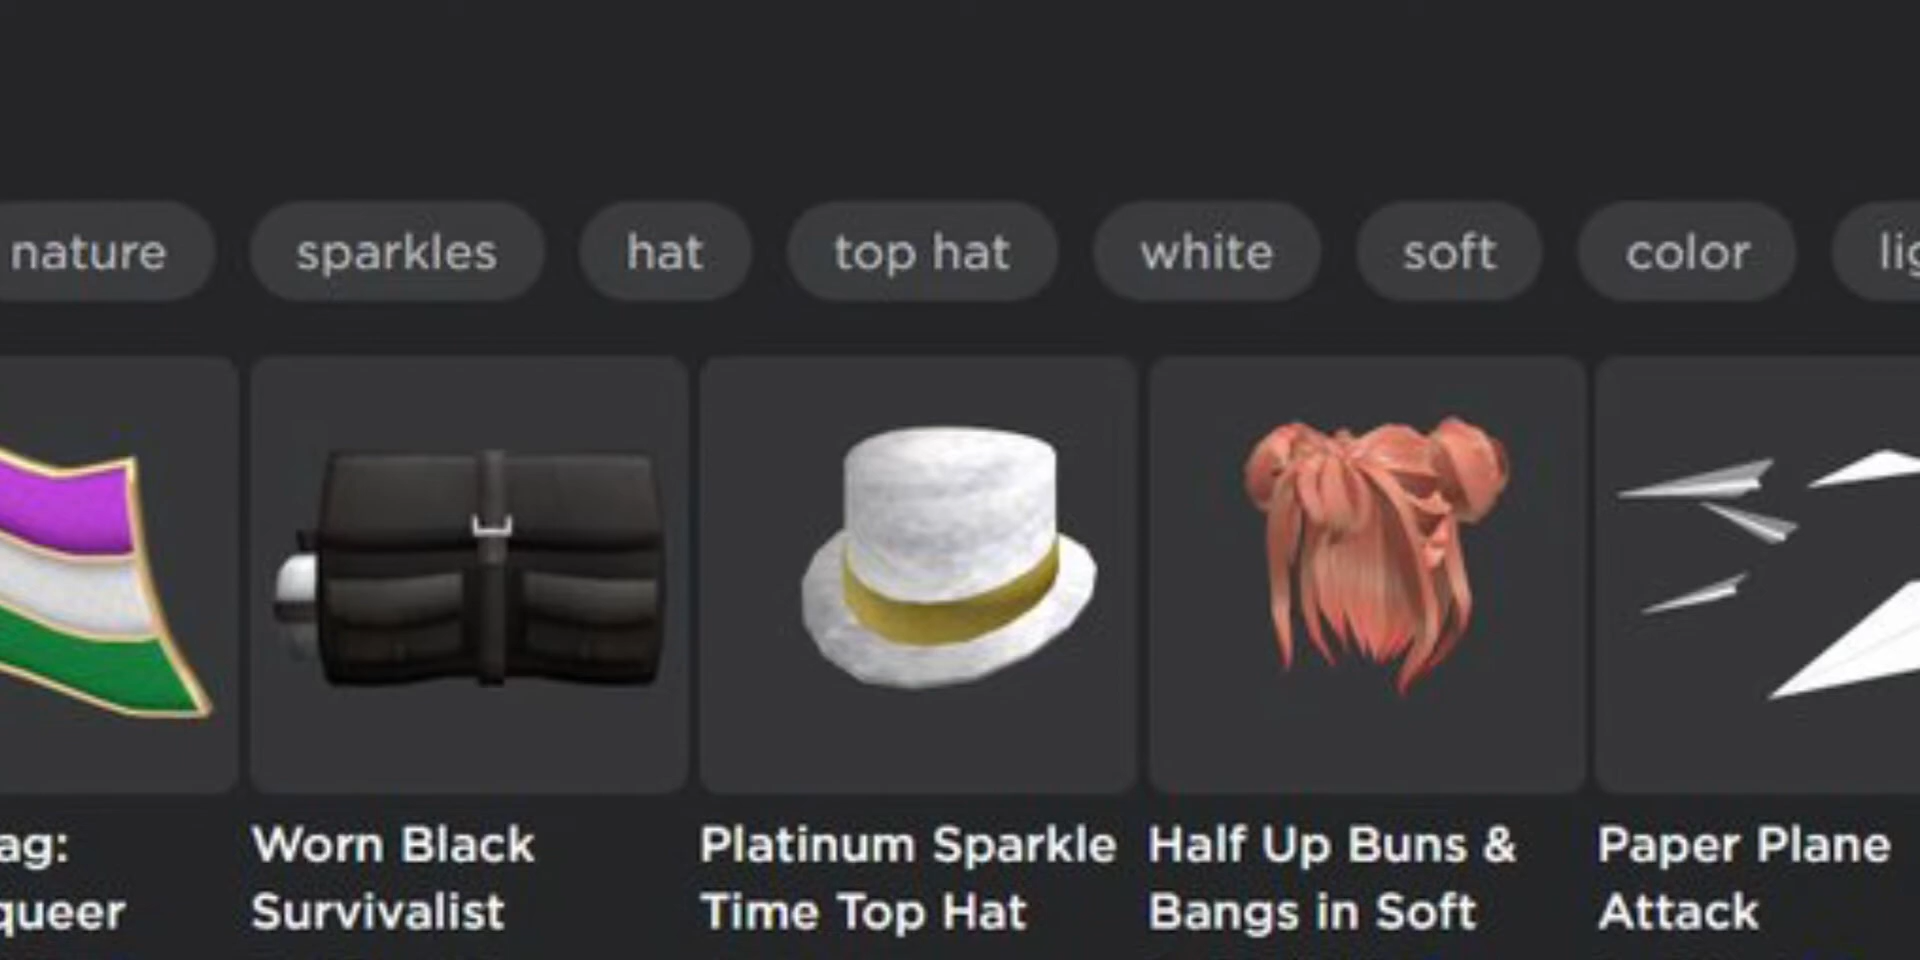 nature sparkles hat top hat white soft color
ag: Worn Black Platinum Sparkle Half Up Buns & Paper Plane
queer Survivalist Time Top Hat Bangs in Soft Attack